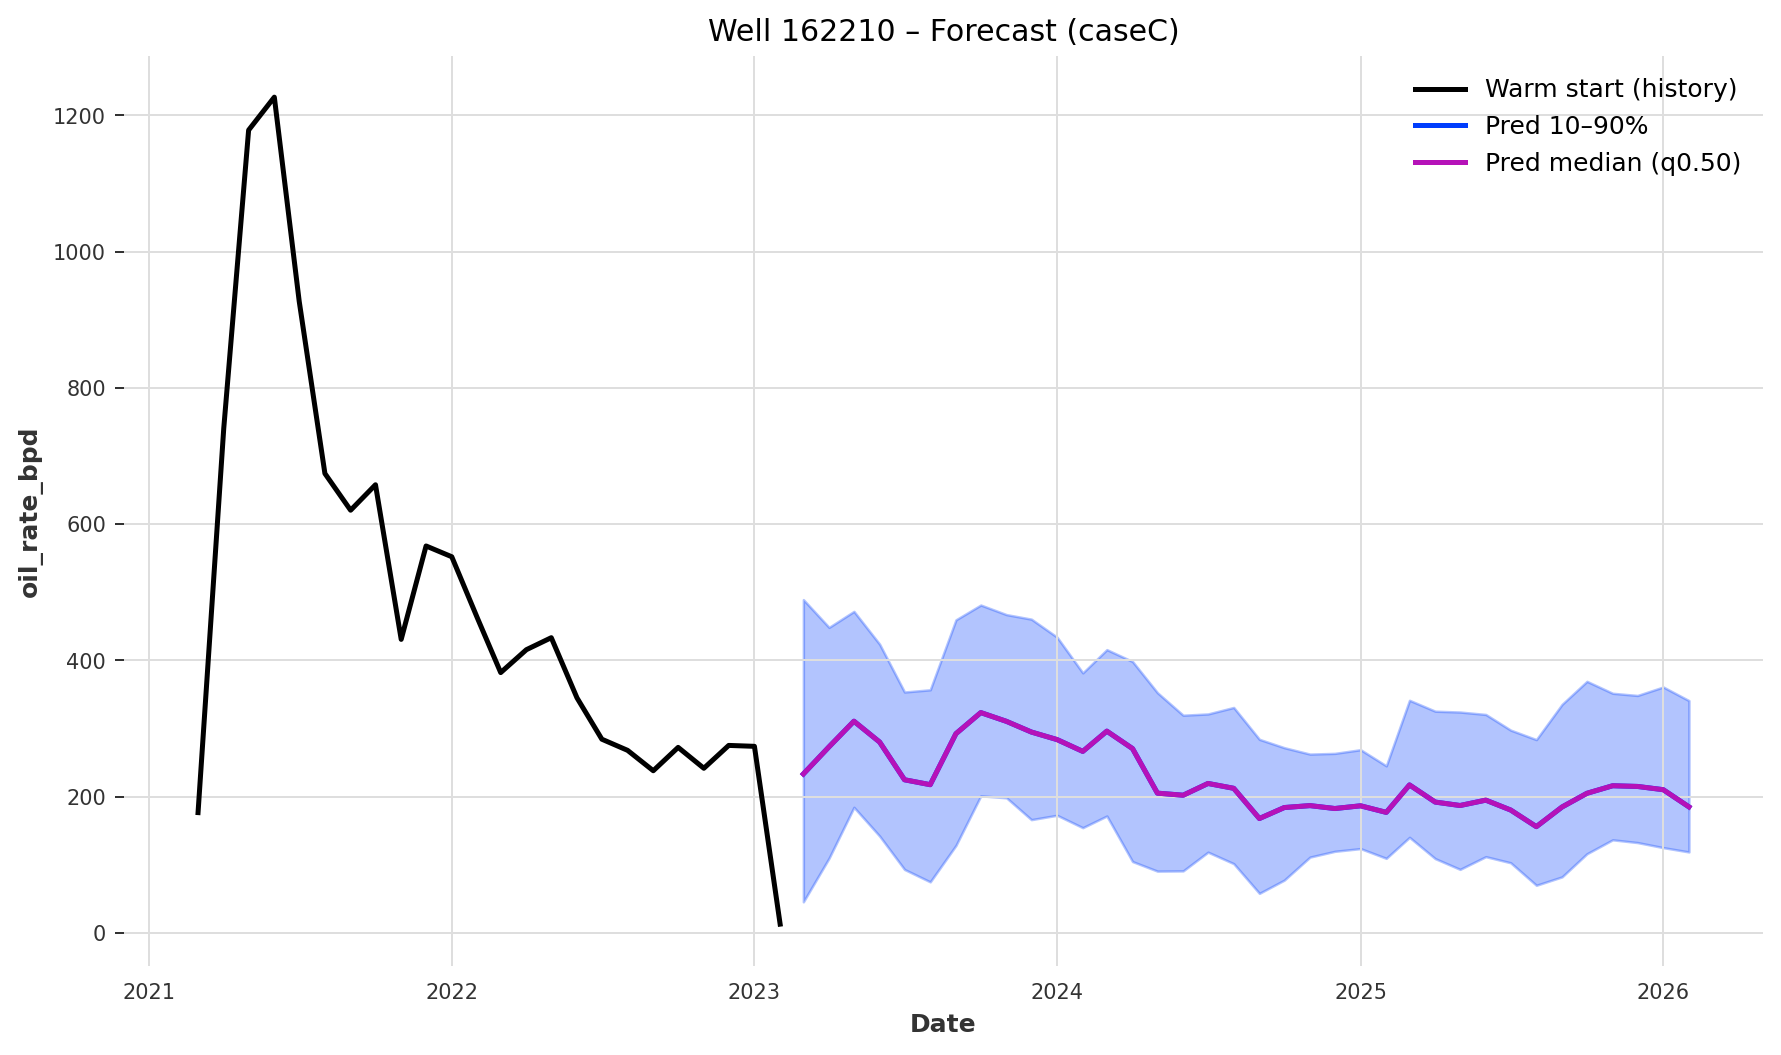 Well 162210 – Forecast (caseC)
Warm start (history)
Pred 10–90%
Pred median (q0.50)
1200
1000
800
600
400
200
0
oil_rate_bpd
2021
2022
2023
2024
2025
2026
Date